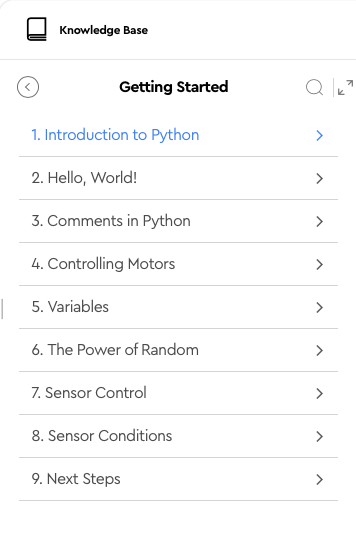 Knowledge Base
Getting Started
1. Introduction to Python
2. Hello, World!
3. Comments in Python
4. Controlling Motors
5. Variables
6. The Power of Random
7. Sensor Control
8. Sensor Conditions
9. Next Steps